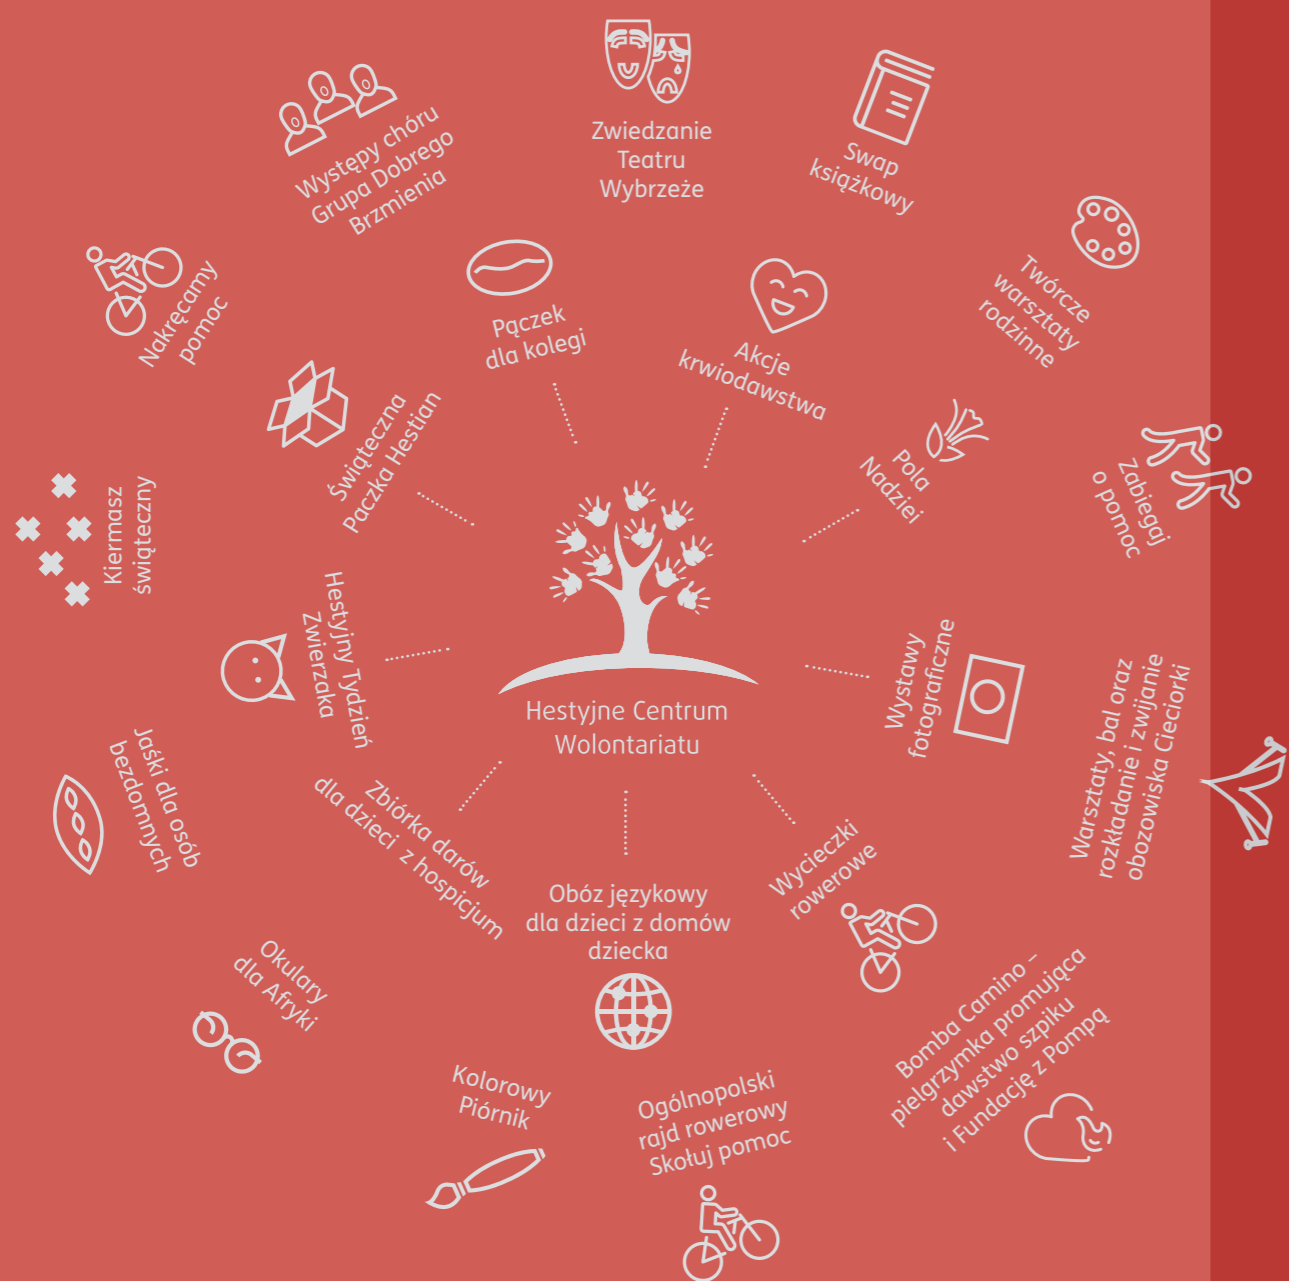 Zwiedzanie
Teatru
Wybrzeże
Swap
książkowy
Występy chóru
Grupa Dobrego
Brzmienia
Twórcze
warsztaty
rodzinne
Nakręcamy
pomoc
Pączek
dla kolegi
Akcje
krwiodawstwa
Świąteczna
Paczka Hestian
Pola
Nadziei
Zabiegaj
o pomoc
Kiermasz
świąteczny
Hestyjny Tydzień
Zwierzaka
Wystawy
fotograficzne
Warsztaty, bal oraz
rozkładanie i zwijanie
obozowiska Cieciorki
Hestyjne Centrum
Wolontariatu
Jaśki dla osób
bezdomnych
Zbiórka darów
dla dzieci z hospicjum
Obóz językowy
dla dzieci z domów
dziecka
Wycieczki
rowerowe
Okulary
dla Afryki
Bomba Camino –
pielgrzymka promująca
dawstwo szpiku
i Fundację z Pompą
Kolorowy
Piórnik
Ogólnopolski
rajd rowerowy
Skołuj pomoc